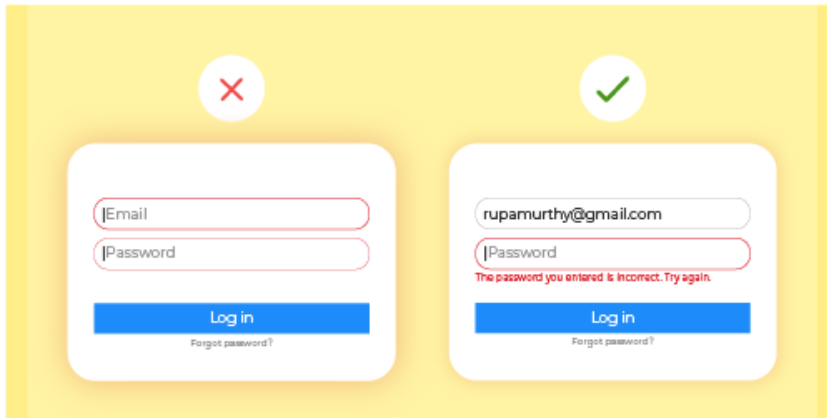 Email
Password
Log in
Forgot password?
rupamurthy@gmail.com
Password
The password you entered is incorrect. Try again.
Log in
Forgot password?